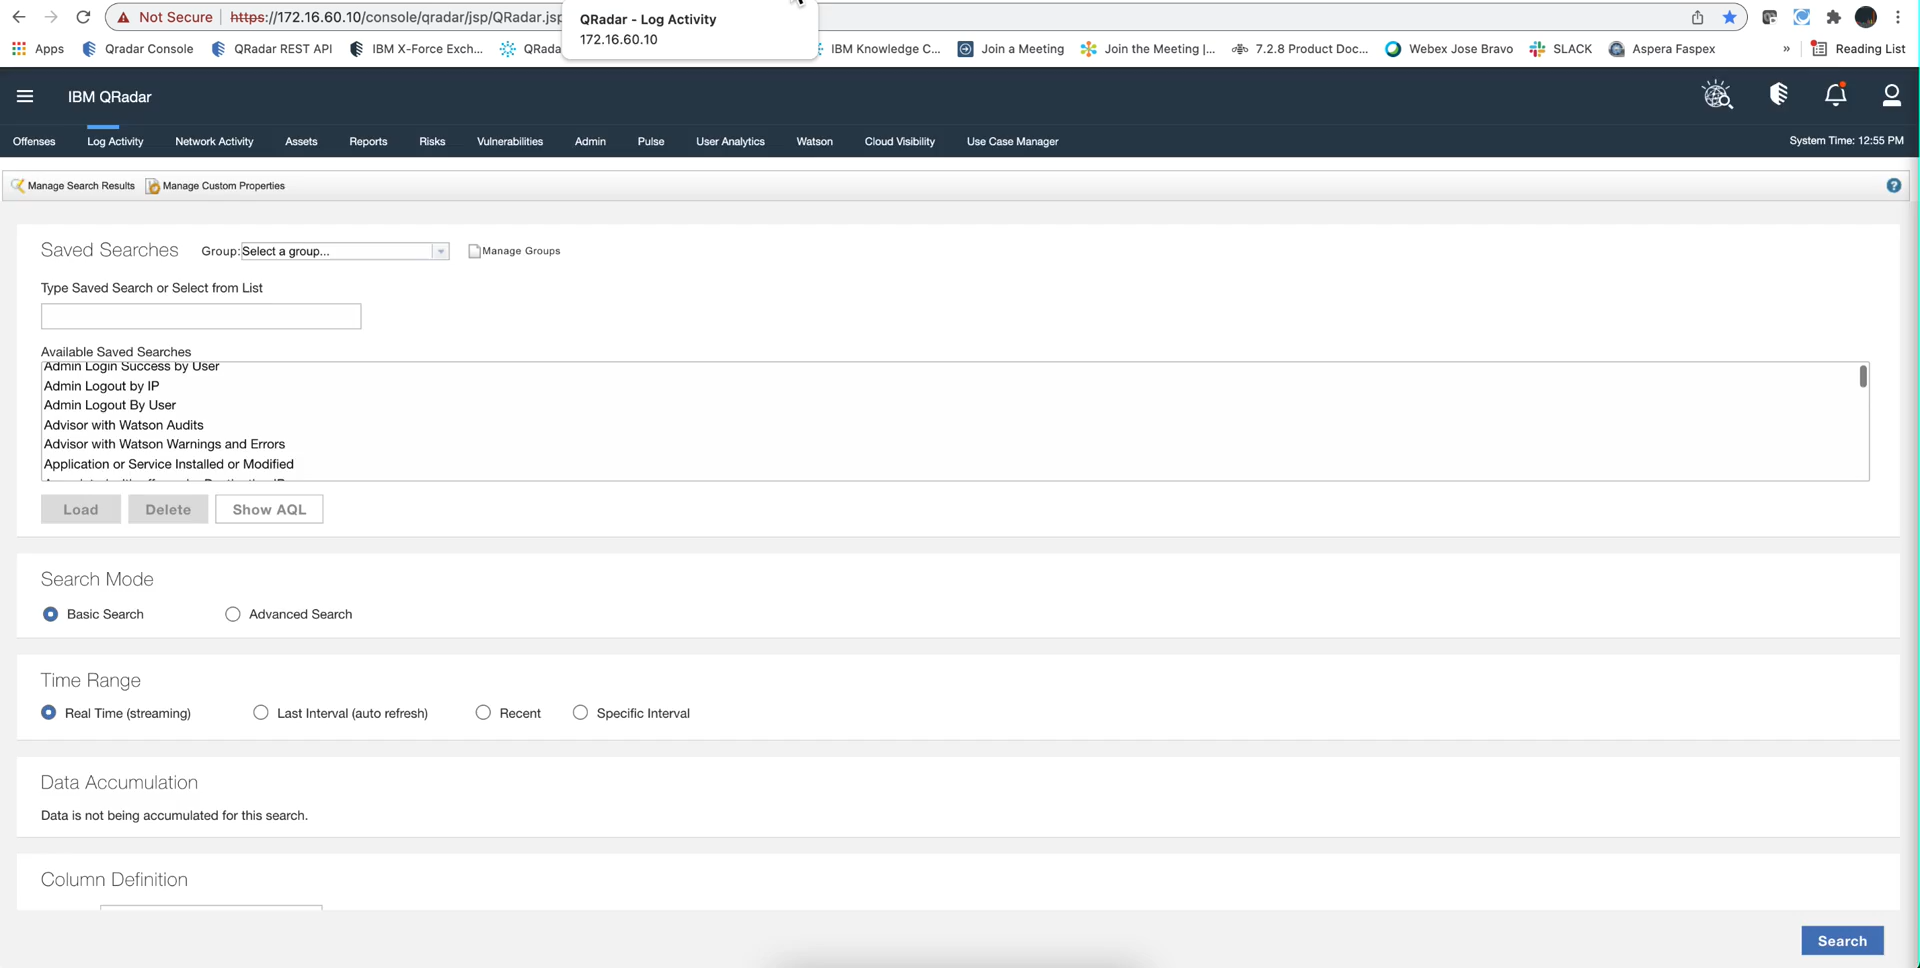 Not Secure https://172.16.60.10/console/qradar/jsp/QRadar.jsp
QRadar - Log Activity
172.16.60.10
Apps Qradar Console QRadar REST API IBM X-Force Exch... IBM Knowledge C... Join a Meeting Join the Meeting |... 7.2.8 Product Doc... Webex Jose Bravo SLACK Aspera Faspex » Reading List
IBM QRadar
Offenses Log Activity Network Activity Assets Reports Risks Vulnerabilities Admin Pulse User Analytics Watson Cloud Visibility Use Case Manager System Time: 12:55 PM
Manage Search Results Manage Custom Properties ?
Saved Searches Group: Select a group... Manage Groups
Type Saved Search or Select from List
Available Saved Searches
Admin Login Success by User
Admin Logout by IP
Admin Logout By User
Advisor with Watson Audits
Advisor with Watson Warnings and Errors
Application or Service Installed or Modified
Load Delete Show AQL
Search Mode
Basic Search Advanced Search
Time Range
Real Time (streaming) Last Interval (auto refresh) Recent Specific Interval
Data Accumulation
Data is not being accumulated for this search.
Column Definition
Search